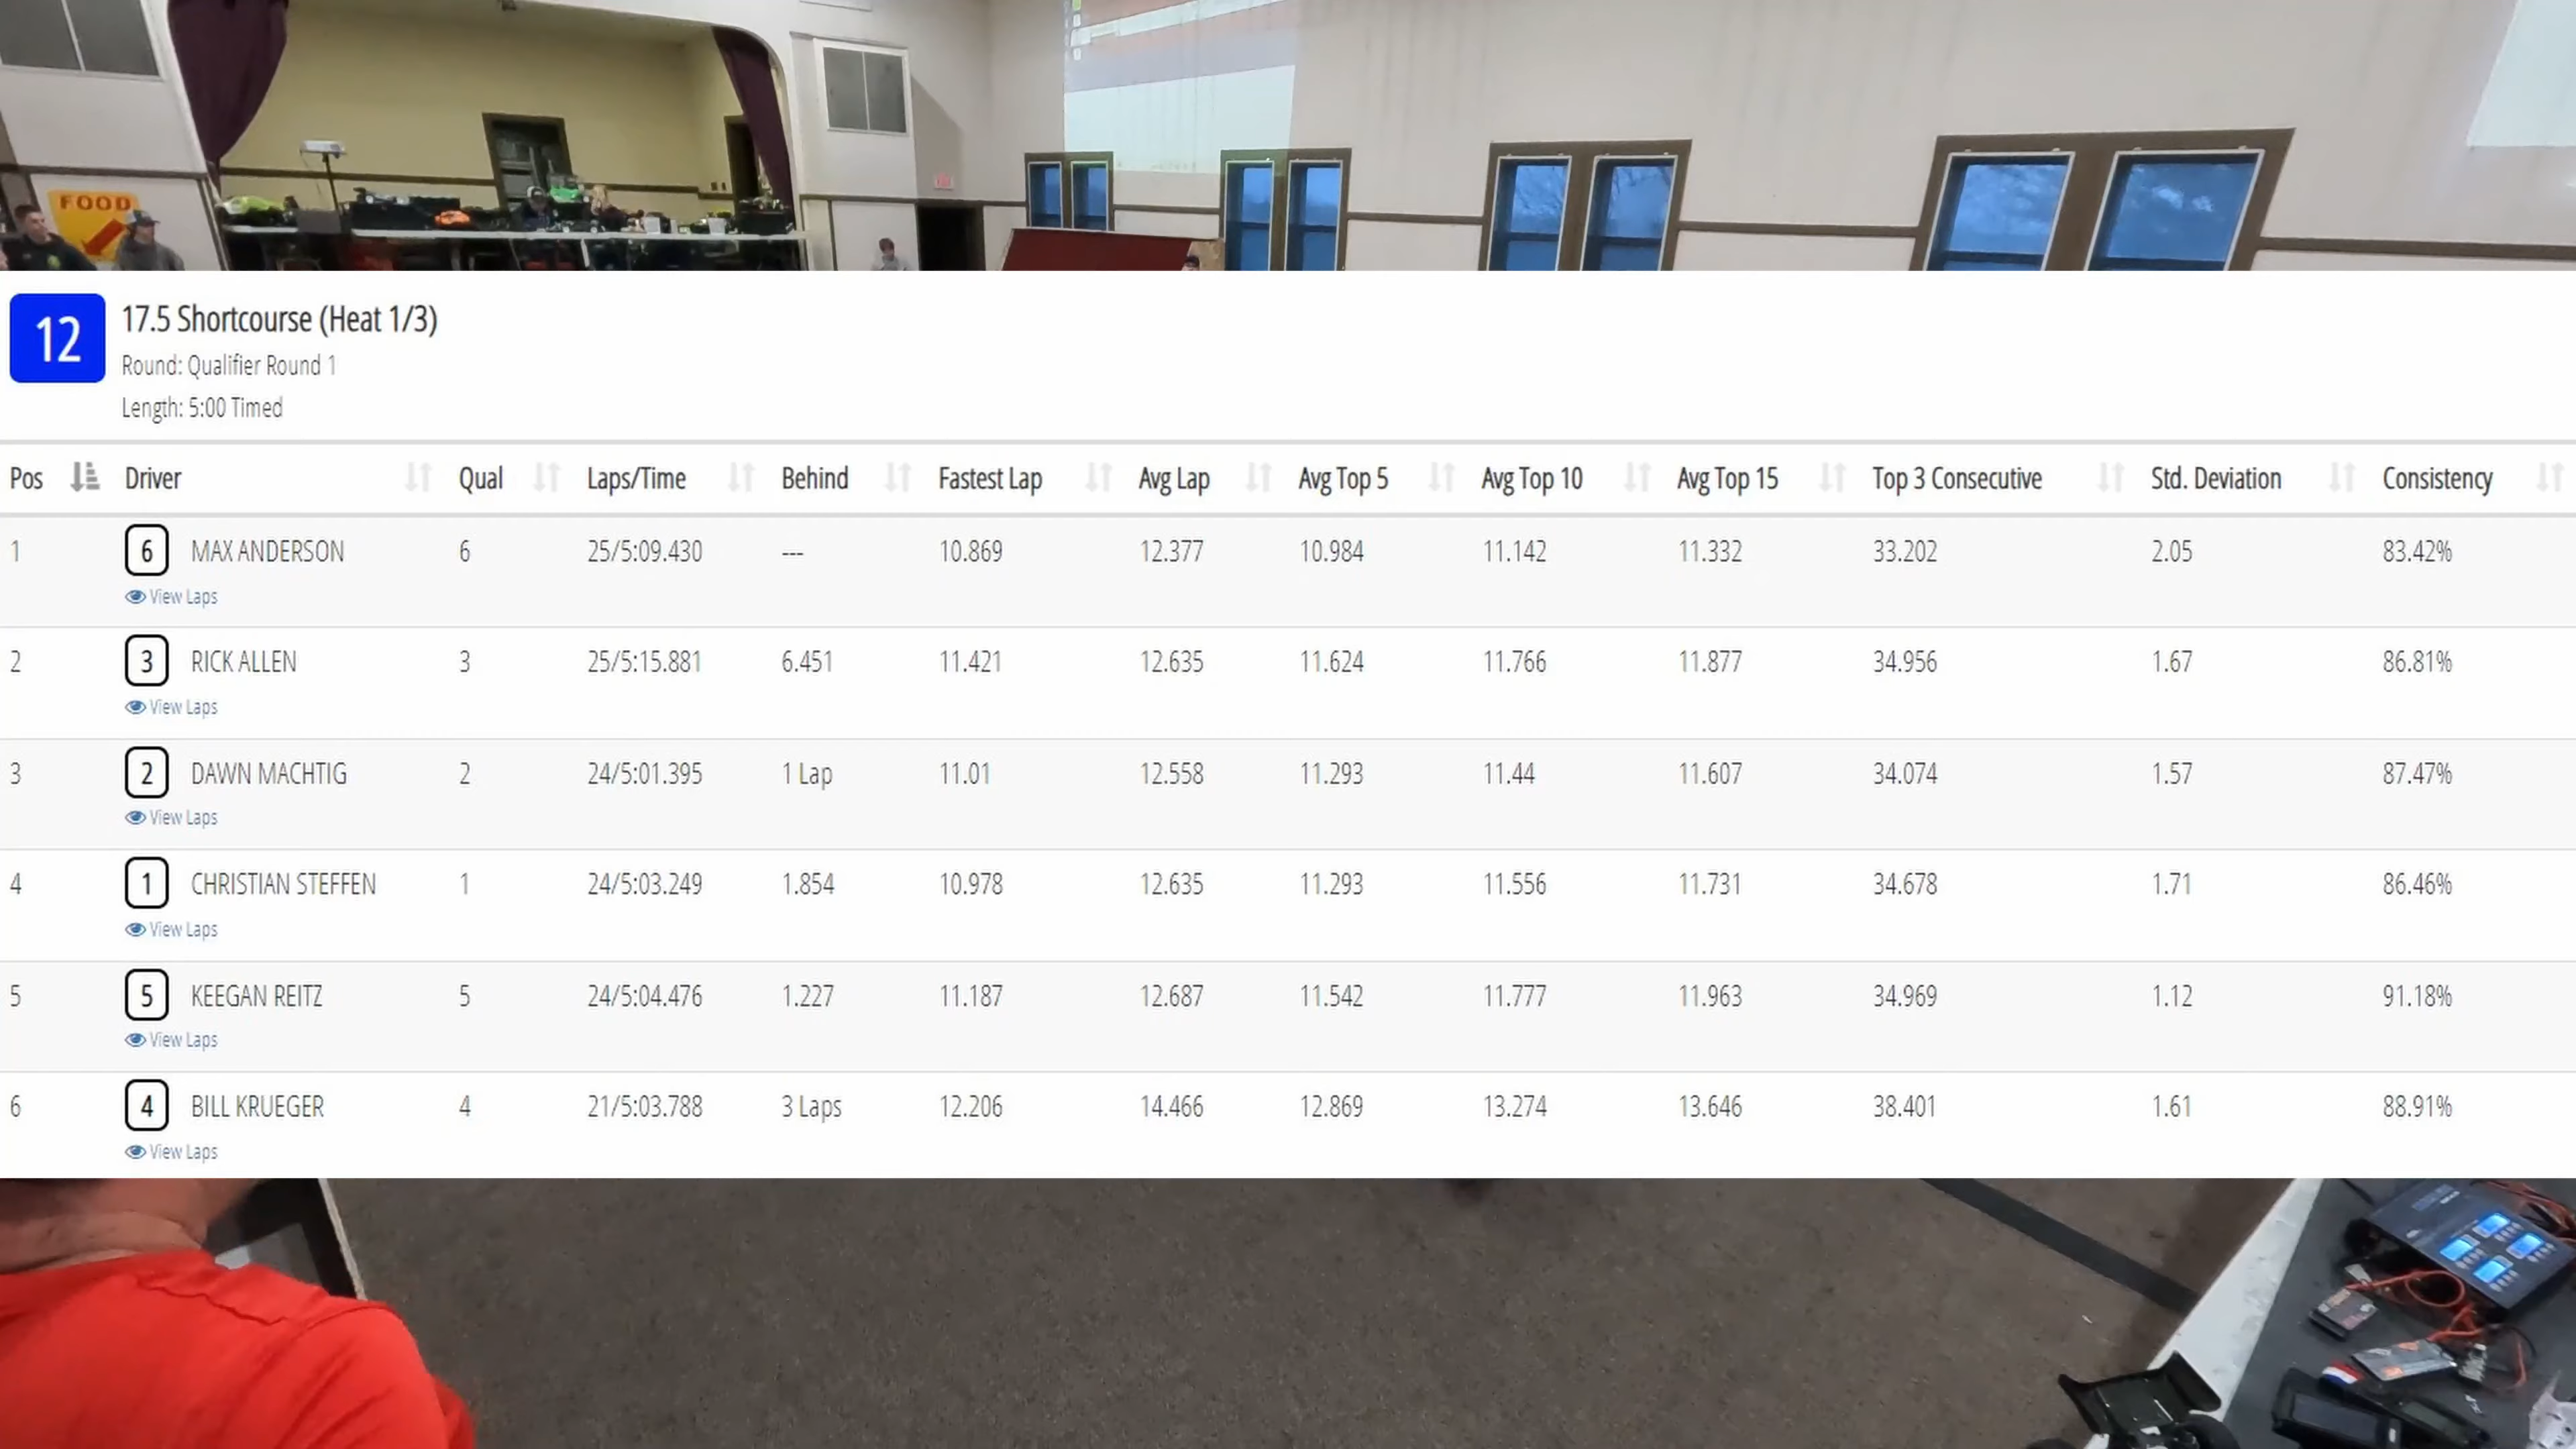 FOOD
12
17.5 Shortcourse (Heat 1/3)
Round: Qualifier Round 1
Length: 5:00 Timed
Pos Driver Qual Laps/Time Behind Fastest Lap Avg Lap Avg Top 5 Avg Top 10 Avg Top 15 Top 3 Consecutive Std. Deviation Consistency
1 6 MAX ANDERSON 6 25/5:09.430 --- 10.869 12.377 10.984 11.142 11.332 33.202 2.05 83.42%
View Laps
2 3 RICK ALLEN 3 25/5:15.881 6.451 11.421 12.635 11.624 11.766 11.877 34.956 1.67 86.81%
View Laps
3 2 DAWN MACHTIG 2 24/5:01.395 1 Lap 11.01 12.558 11.293 11.44 11.607 34.074 1.57 87.47%
View Laps
4 1 CHRISTIAN STEFFEN 1 24/5:03.249 1.854 10.978 12.635 11.293 11.556 11.731 34.678 1.71 86.46%
View Laps
5 5 KEEGAN REITZ 5 24/5:04.476 1.227 11.187 12.687 11.542 11.777 11.963 34.969 1.12 91.18%
View Laps
6 4 BILL KRUEGER 4 21/5:03.788 3 Laps 12.206 14.466 12.869 13.274 13.646 38.401 1.61 88.91%
View Laps